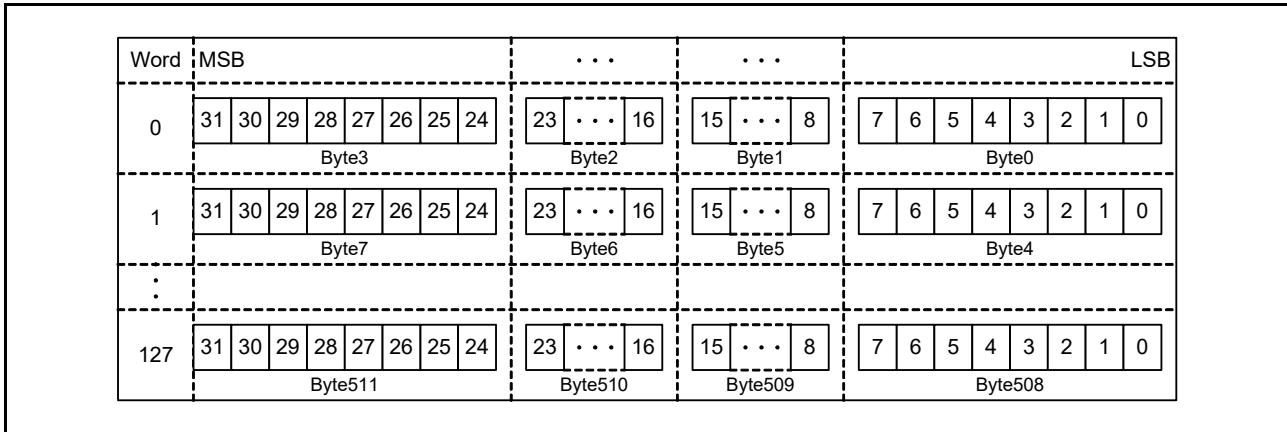 Word MSB ··· ··· LSB
0 31 30 29 28 27 26 25 24 23 ··· 16 15 ··· 8 7 6 5 4 3 2 1 0
Byte3 Byte2 Byte1 Byte0
1 31 30 29 28 27 26 25 24 23 ··· 16 15 ··· 8 7 6 5 4 3 2 1 0
Byte7 Byte6 Byte5 Byte4
⋮
127 31 30 29 28 27 26 25 24 23 ··· 16 15 ··· 8 7 6 5 4 3 2 1 0
Byte511 Byte510 Byte509 Byte508